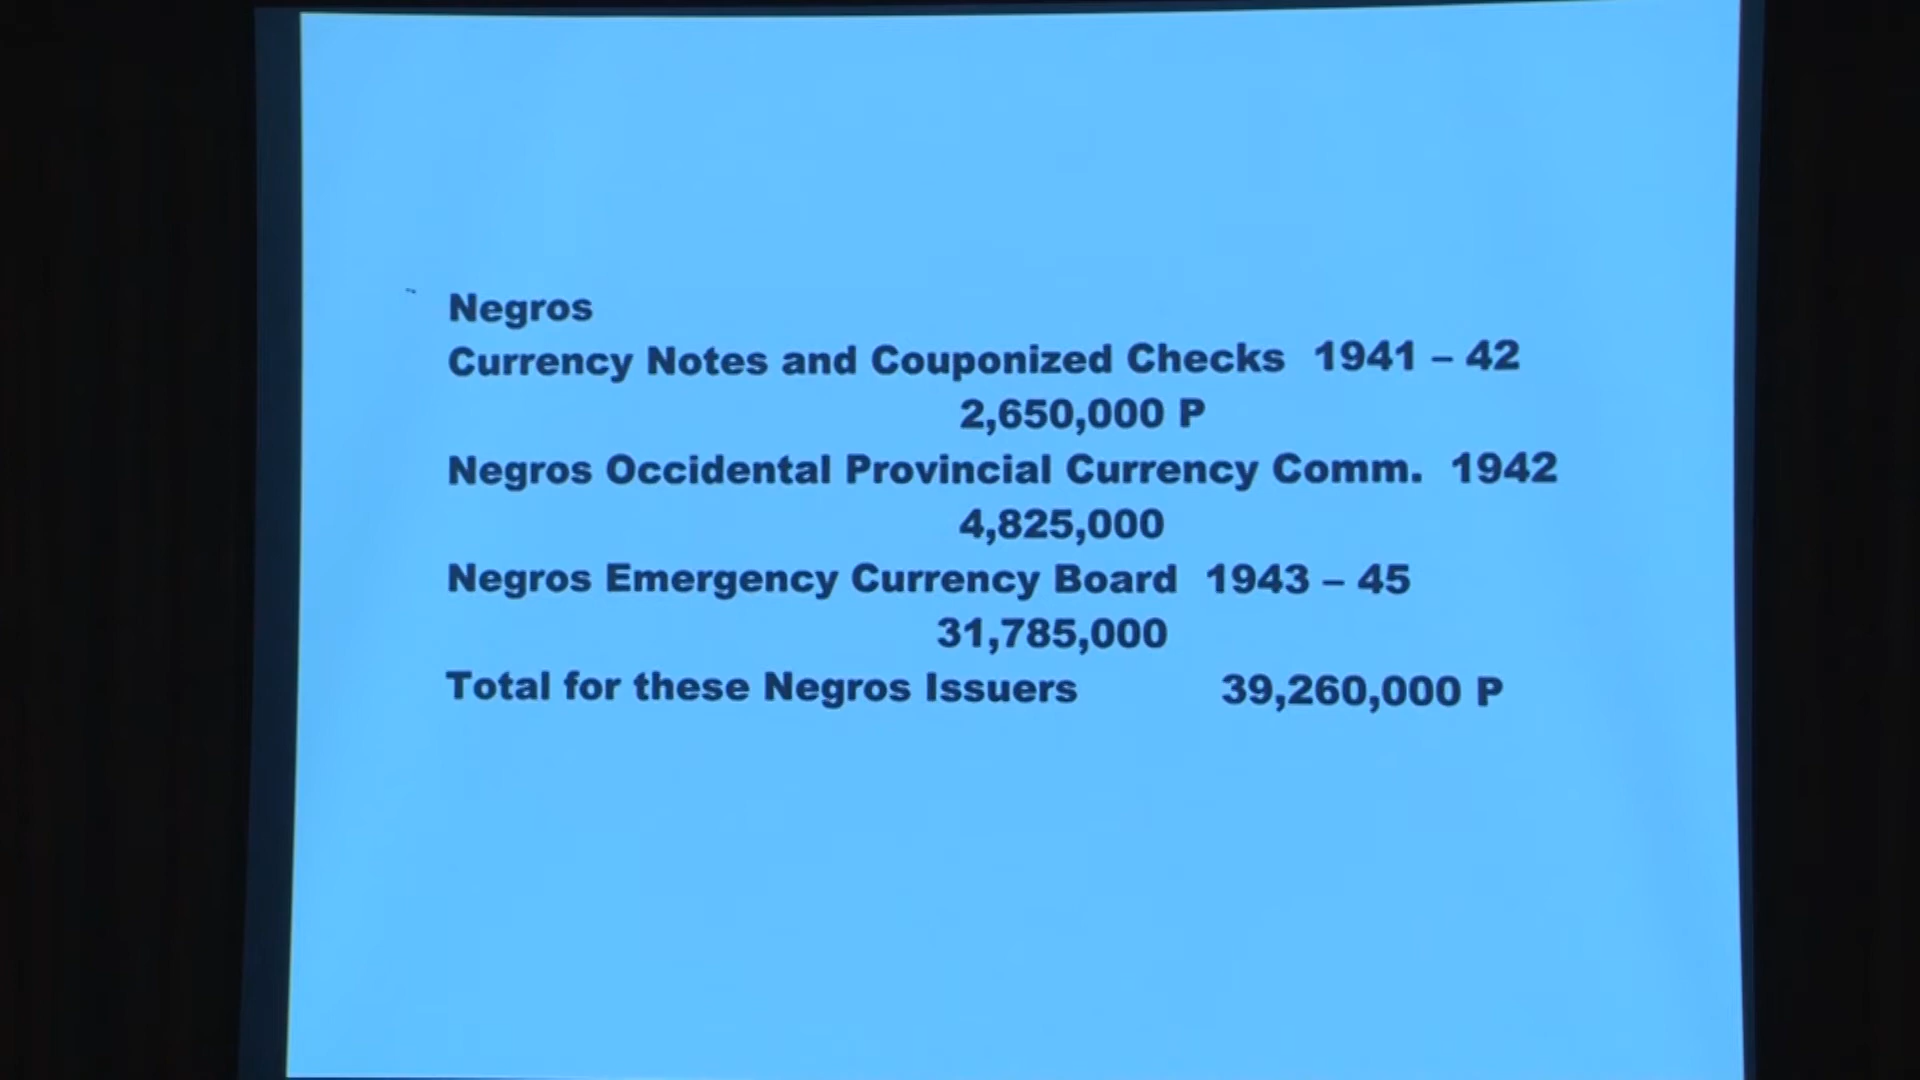 Negros
Currency Notes and Couponized Checks 1941 – 42
2,650,000 P
Negros Occidental Provincial Currency Comm. 1942
4,825,000
Negros Emergency Currency Board 1943 – 45
31,785,000
Total for these Negros Issuers 39,260,000 P